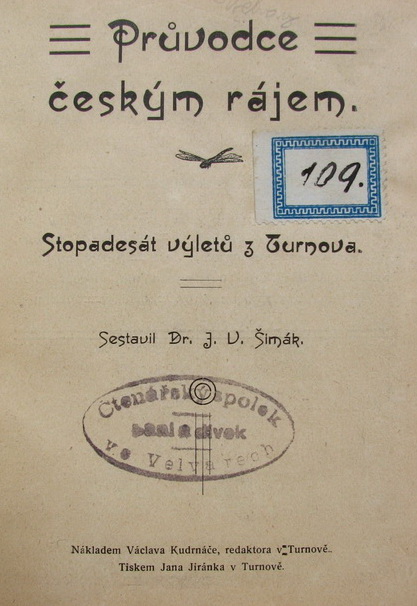 Průvodce
českým rájem.
109.
Stopadesát výletů z Turnova.
Sestavil Dr. J. V. Šimák.
Čtenářský spolek
paní a dívek
ve Velvarech
Nákladem Václava Kudrnáče, redaktora v Turnově.
Tiskem Jana Jiránka v Turnově.